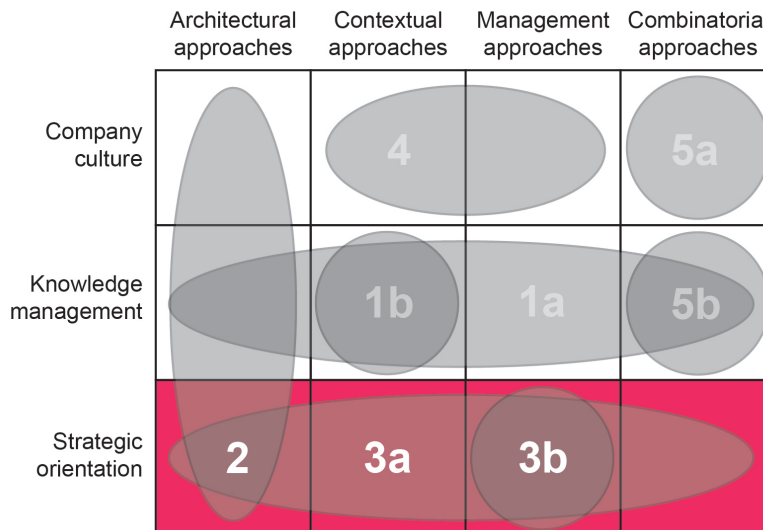 Architectural
approaches
Contextual
approaches
Management
approaches
Combinatorial
approaches
Company
culture
4
5a
Knowledge
management
1b
1a
5b
Strategic
orientation
2
3a
3b